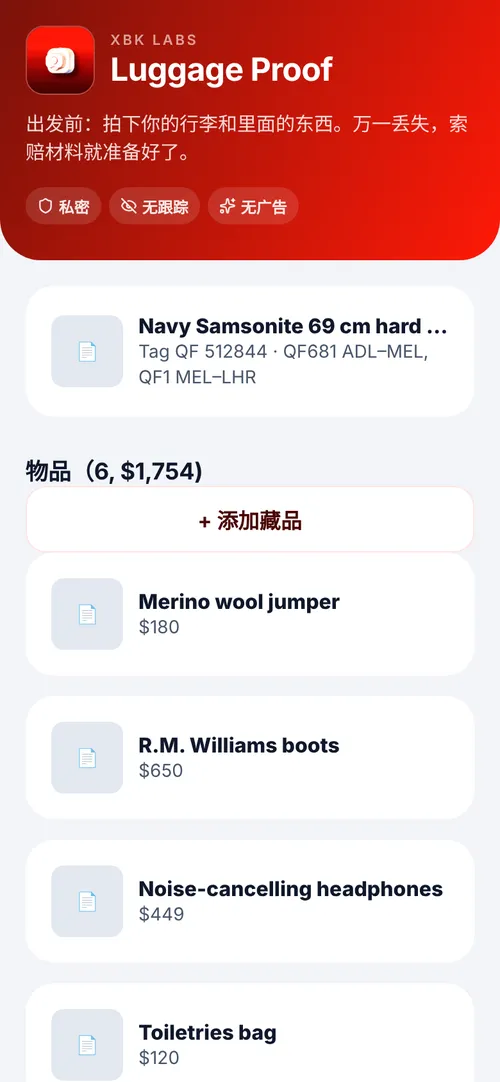 XBK LABS
Luggage Proof
出发前：拍下你的行李和里面的东西。万一丢失，索
赔材料就准备好了。
私密
无跟踪
无广告
Navy Samsonite 69 cm hard ...
Tag QF 512844 · QF681 ADL–MEL,
QF1 MEL–LHR
物品（6, $1,754)
+ 添加藏品
Merino wool jumper
$180
R.M. Williams boots
$650
Noise-cancelling headphones
$449
Toiletries bag
$120